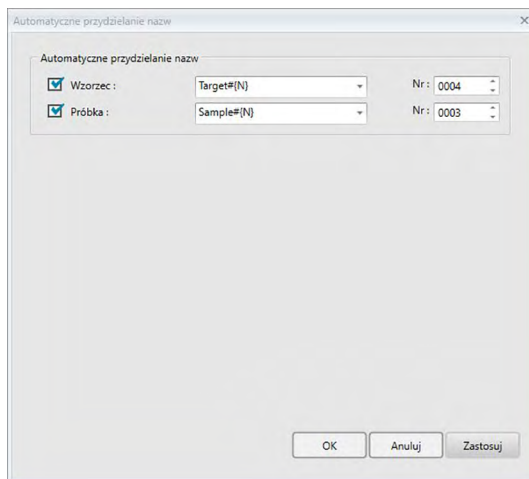 Automatyczne przydzielanie nazw
Automatyczne przydzielanie nazw
Wzorzec : Target#{N} Nr : 0004
Próbka : Sample#{N} Nr : 0003
OK Anuluj Zastosuj